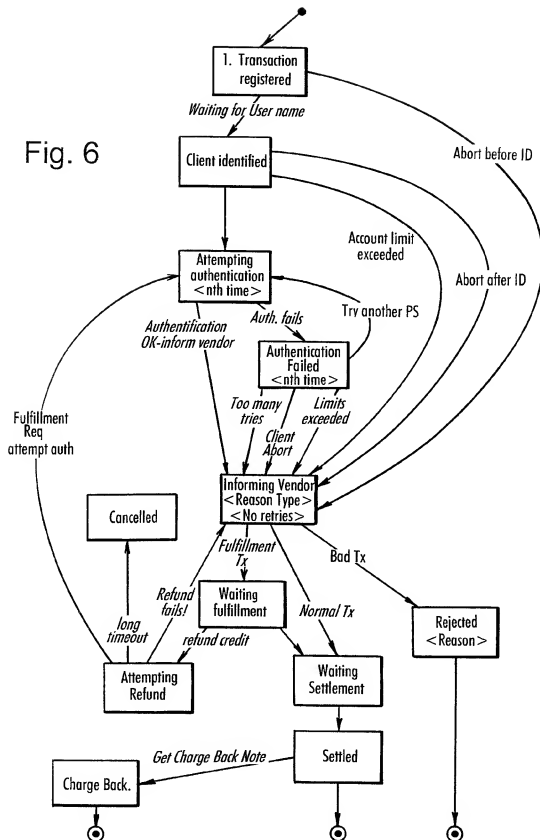 1. Transaction
registered
Waiting for User name
Fig. 6
Client identified
Abort before ID
Account limit
exceeded
Abort after ID
Attempting
authentication
<nth time>
Try another PS
Auth. fails
Authentification
OK-inform vendor
Authentication
Failed
<nth time>
Fulfillment
Req
attempt auth
Too many
tries
Client
Abort
Limits
exceeded
Informing Vendor
<Reason Type>
<No retries>
Cancelled
Fulfillment
Tx
Bad Tx
Refund
fails!
Waiting
fulfillment
Normal Tx
Rejected
<Reason>
long
timeout
refund credit
Attempting
Refund
Waiting
Settlement
Get Charge Back Note
Settled
Charge Back.